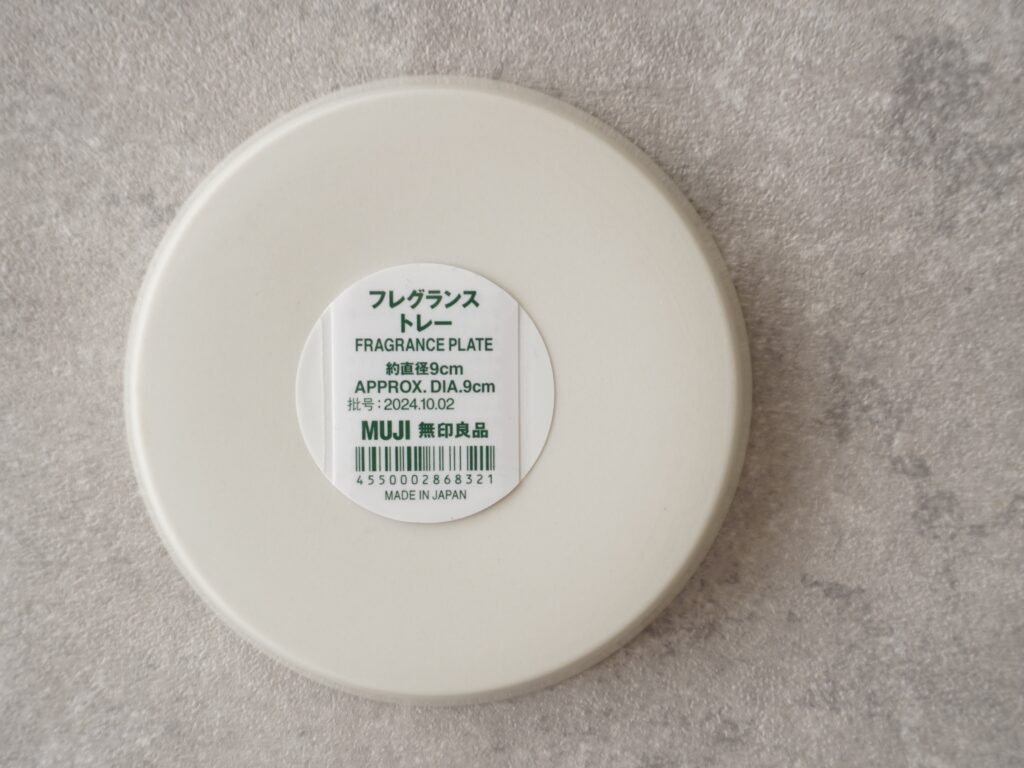 フレグランス
トレー
FRAGRANCE PLATE
約直径9cm
APPROX. DIA.9cm
批号：2024.10.02
MUJI 無印良品
4550002868321
MADE IN JAPAN